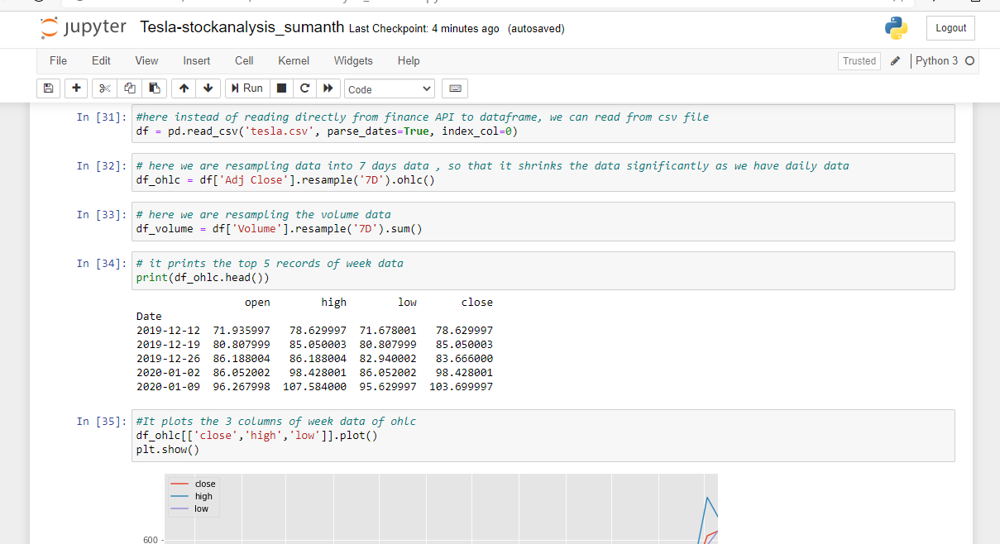 jupyter Tesla-stockanalysis_sumanth Last Checkpoint: 4 minutes ago (autosaved)
Logout
File Edit View Insert Cell Kernel Widgets Help
Trusted Python 3
Run Code
In [31]: #here instead of reading directly from finance API to dataframe, we can read from csv file
df = pd.read_csv('tesla.csv', parse_dates=True, index_col=0)
In [32]: # here we are resampling data into 7 days data , so that it shrinks the data significantly as we have daily data
df_ohlc = df['Adj Close'].resample('7D').ohlc()
In [33]: # here we are resampling the volume data
df_volume = df['Volume'].resample('7D').sum()
In [34]: # it prints the top 5 records of week data
print(df_ohlc.head())
open high low close
Date
2019-12-12 71.935997 78.629997 71.678001 78.629997
2019-12-19 80.807999 85.050003 80.807999 85.050003
2019-12-26 86.188004 86.188004 82.940002 83.666000
2020-01-02 86.052002 98.428001 86.052002 98.428001
2020-01-09 96.267998 107.584000 95.629997 103.699997
In [35]: #It plots the 3 columns of week data of ohlc
df_ohlc[['close','high','low']].plot()
plt.show()
close
high
low
600